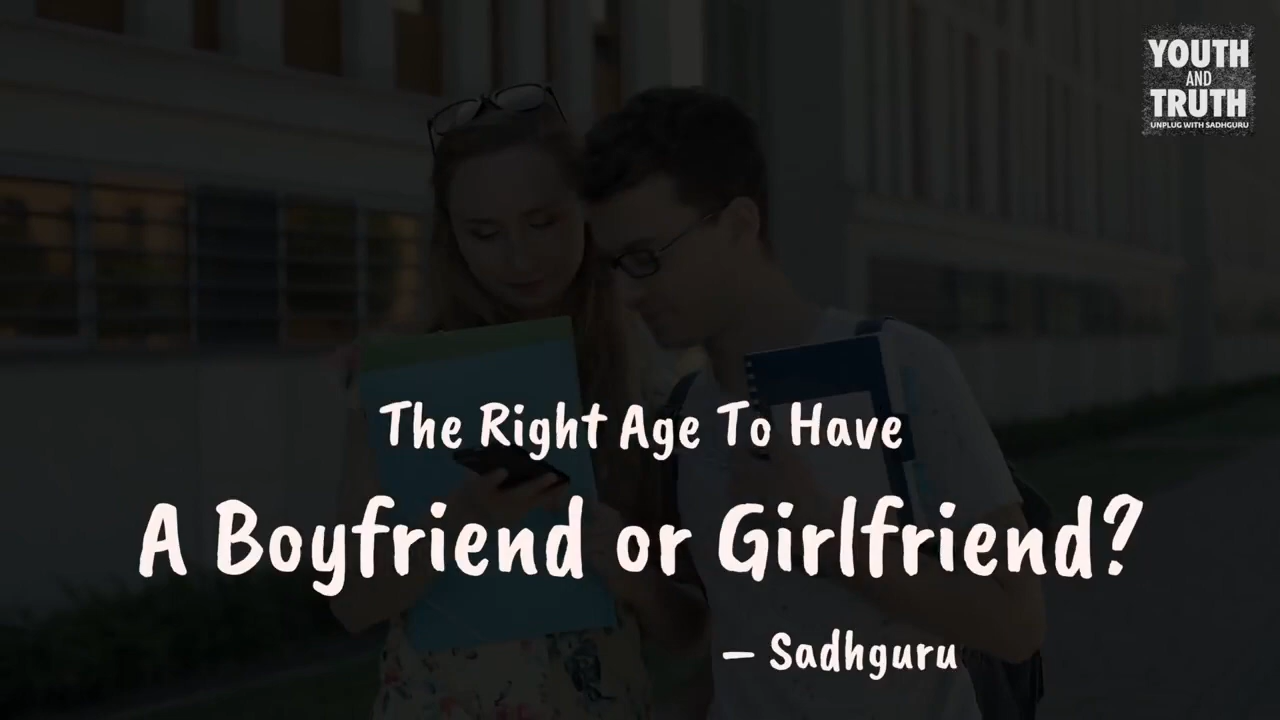 YOUTH
AND
TRUTH
UNPLUG WITH SADHGURU
The Right Age To Have
A Boyfriend or Girlfriend?
– Sadhguru